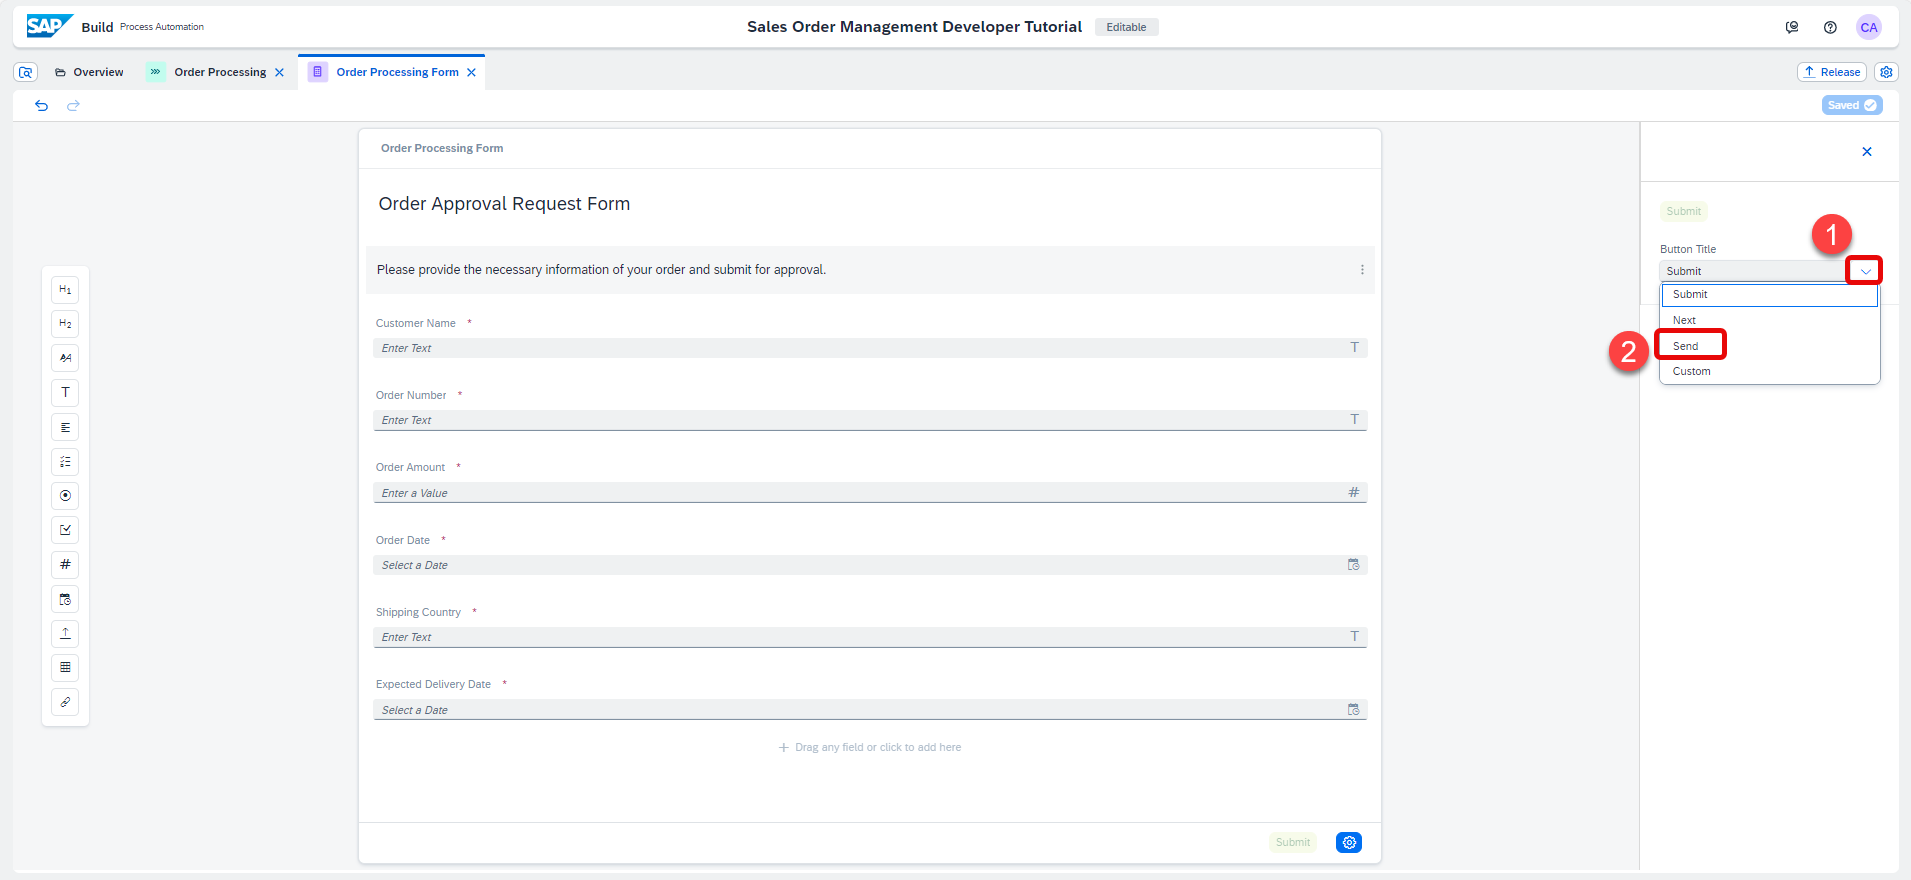 SAP Build Process Automation
Sales Order Management Developer Tutorial Editable
CA
Overview Order Processing Order Processing Form
Release
Saved
Order Processing Form
Order Approval Request Form
Please provide the necessary information of your order and submit for approval.
Customer Name *
Enter Text T
Order Number *
Enter Text T
Order Amount *
Enter a Value #
Order Date *
Select a Date
Shipping Country *
Enter Text T
Expected Delivery Date *
Select a Date
+ Drag any field or click to add here
Submit
H1
H2
AA
T
#
Submit
1
Button Title
Submit
Submit
Next
2
Send
Custom